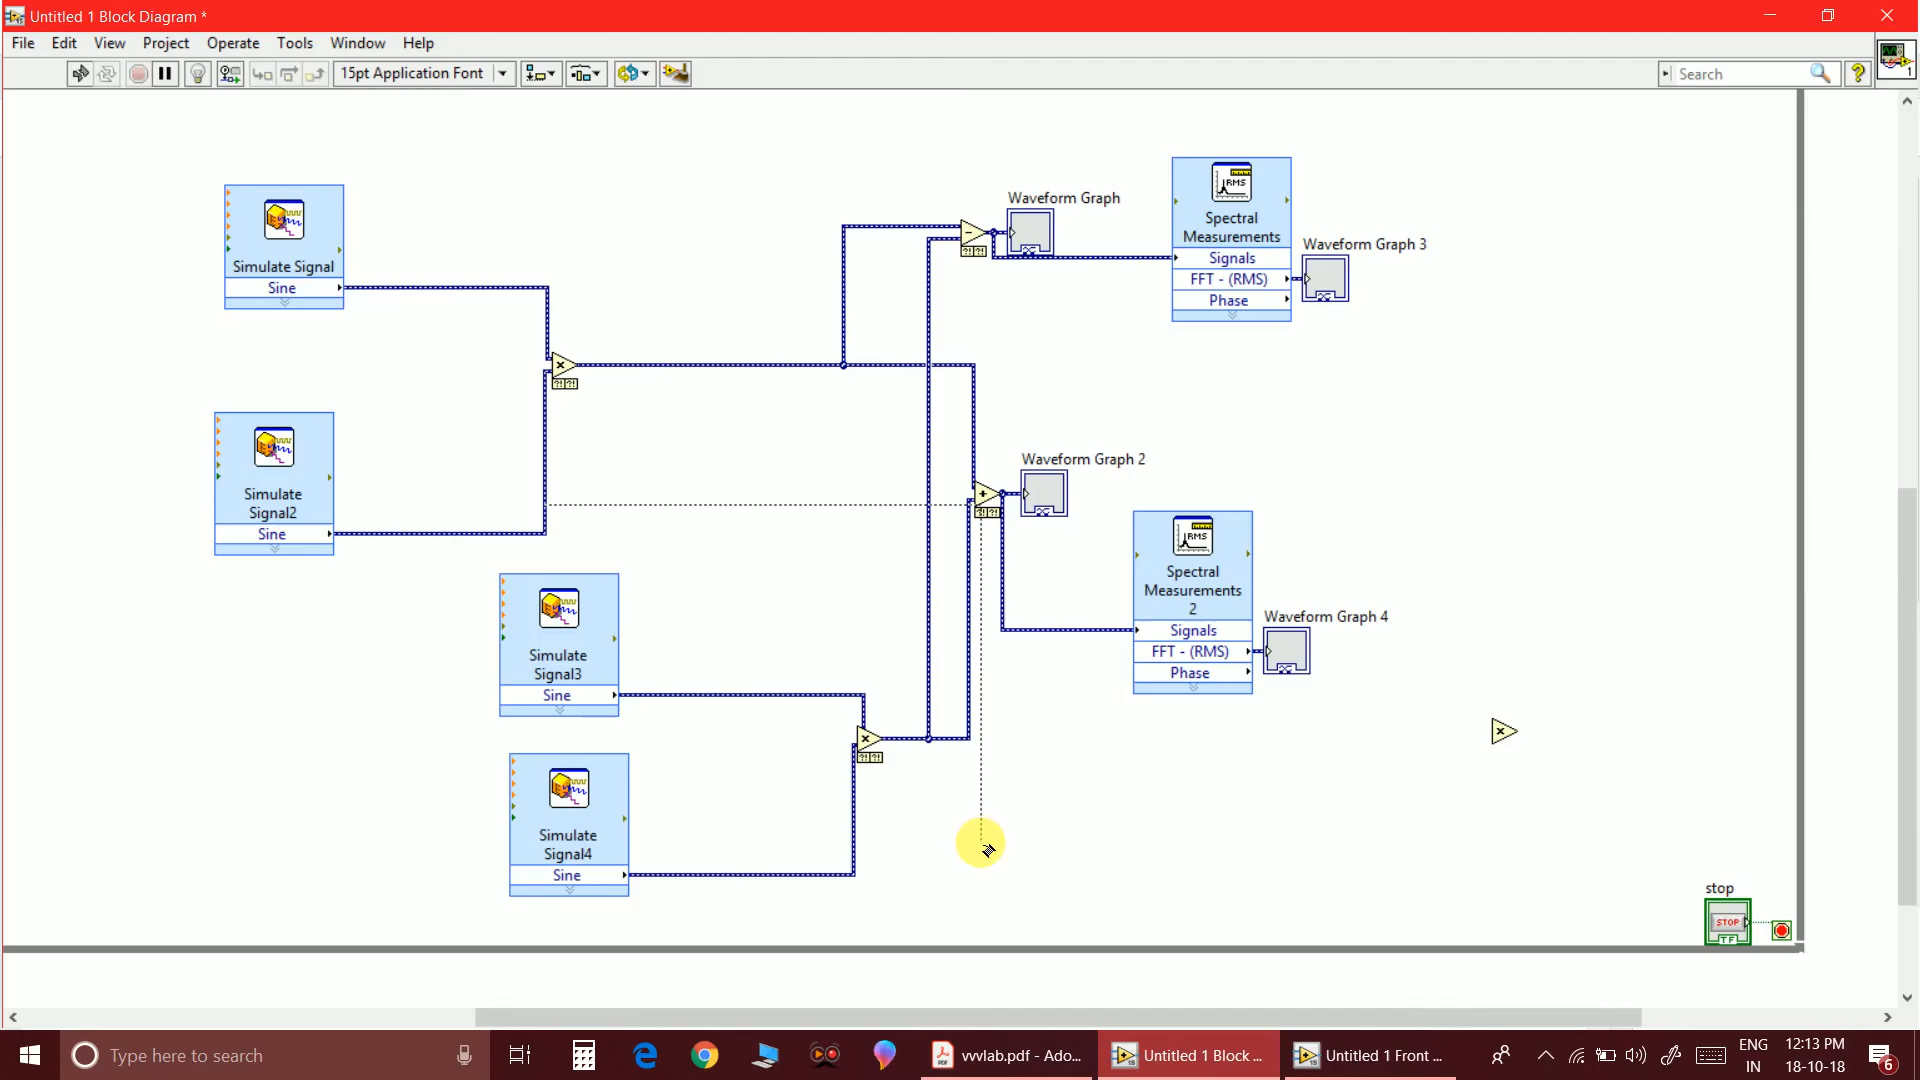 Untitled 1 Block Diagram *
File Edit View Project Operate Tools Window Help
15pt Application Font
Search
1
Simulate Signal
Sine
Simulate
Signal2
Sine
Simulate
Signal3
Sine
Simulate
Signal4
Sine
Waveform Graph
RMS
Spectral
Measurements
Signals
FFT - (RMS)
Phase
Waveform Graph 3
Waveform Graph 2
RMS
Spectral
Measurements
2
Signals
FFT - (RMS)
Phase
Waveform Graph 4
stop
STOP
TF
Type here to search
vvvlab.pdf - Ado...
Untitled 1 Block ...
Untitled 1 Front ...
ENG
IN
12:13 PM
18-10-18
6